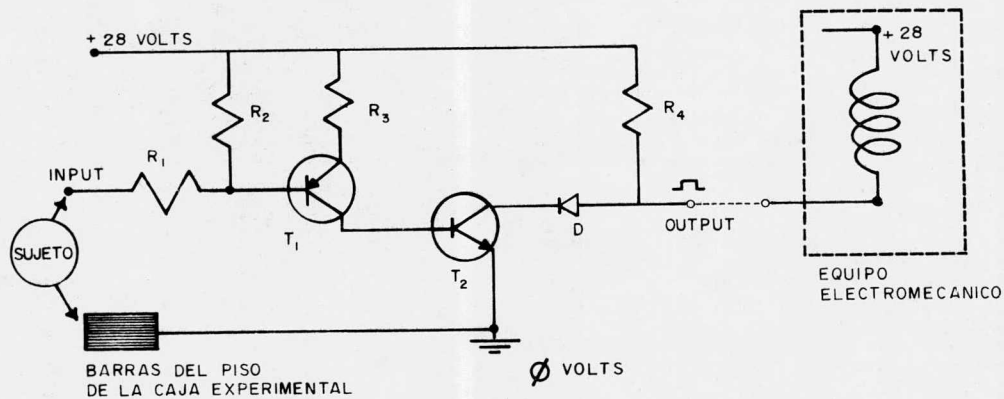 + 28 VOLTS
+ 28
VOLTS
R₂
R₃
R₄
INPUT
R₁
SUJETO
T₁
T₂
D
OUTPUT
EQUIPO
ELECTROMECANICO
BARRAS DEL PISO
DE LA CAJA EXPERIMENTAL
Ø VOLTS